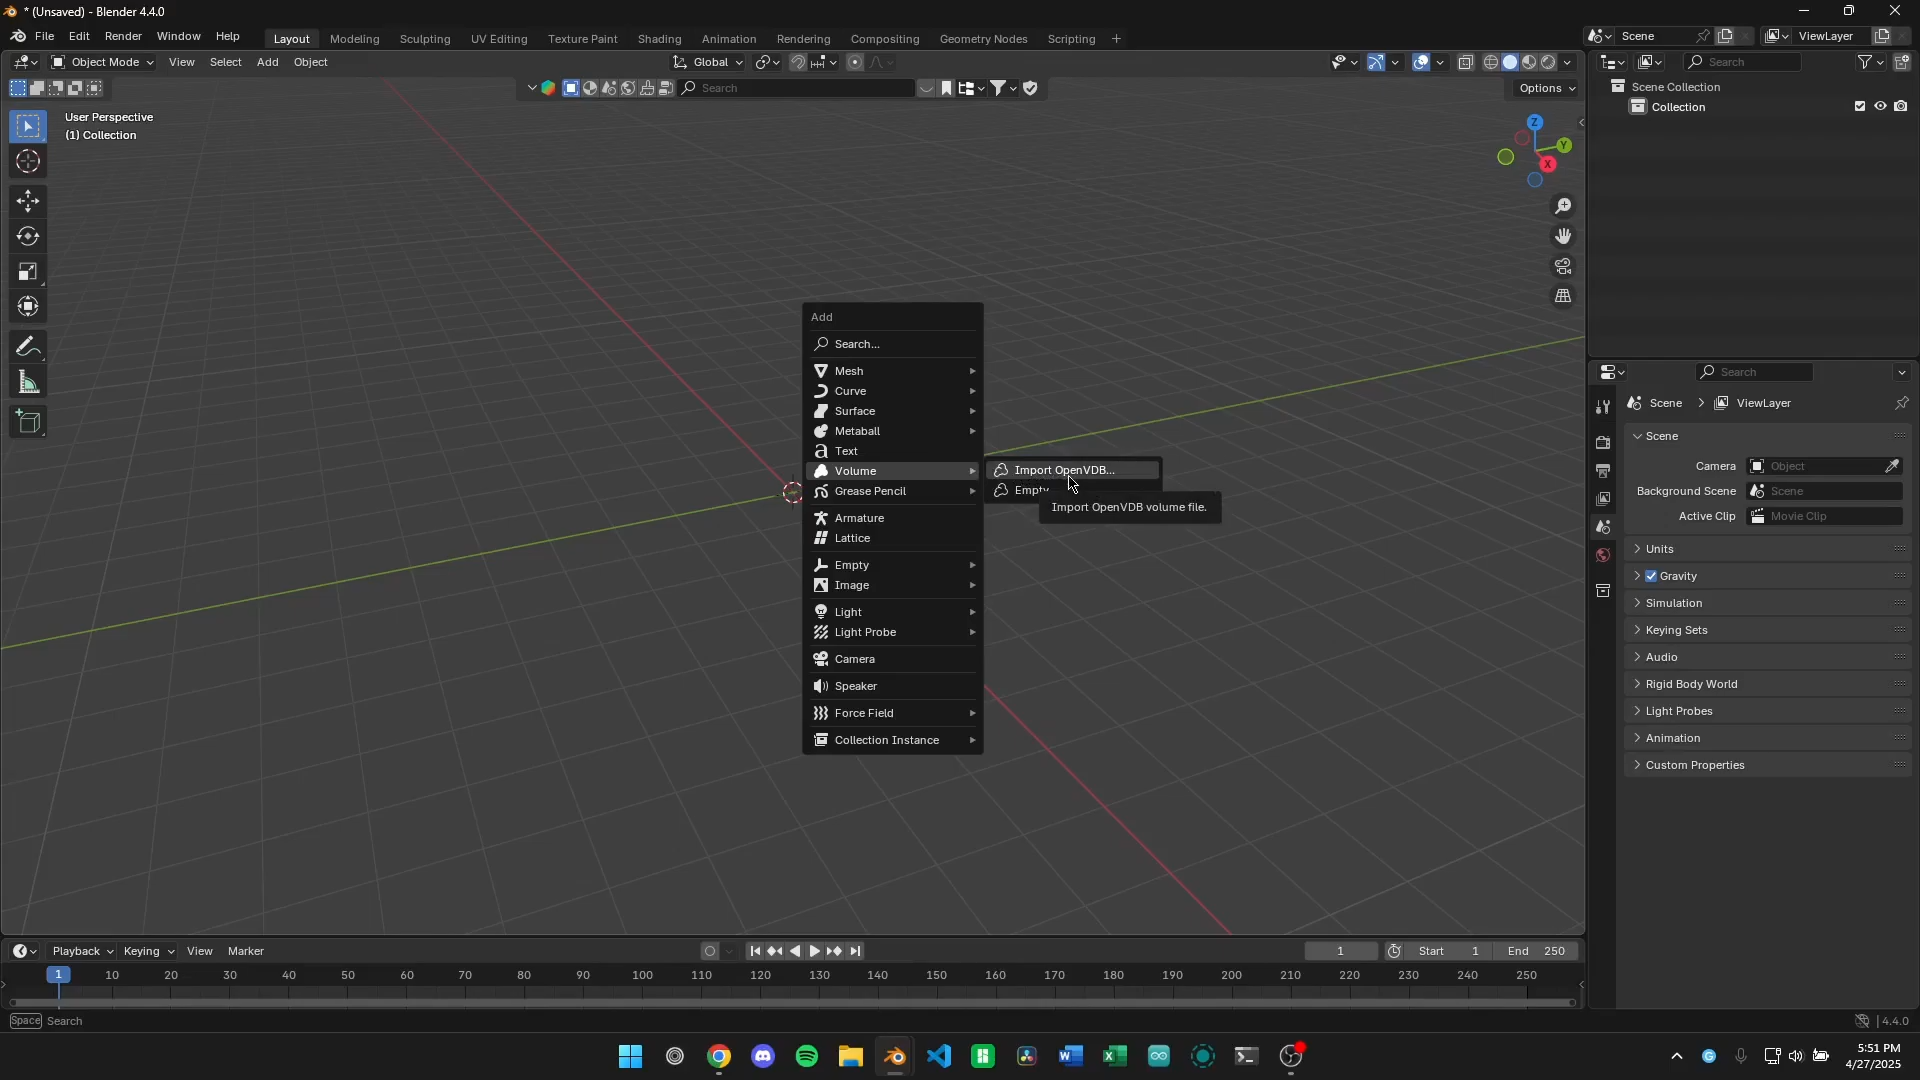 * (Unsaved) - Blender 4.4.0
File Edit Render Window Help Layout Modeling Sculpting UV Editing Texture Paint Shading Animation Rendering Compositing Geometry Nodes Scripting +
Scene
ViewLayer
Object Mode View Select Add Object
Global
Search
Search
Options
User Perspective
(1) Collection
Z
Y
X
Scene Collection
Collection
Add
Search...
Mesh
Curve
Surface
Metaball
Text
Volume
Grease Pencil
Armature
Lattice
Empty
Image
Light
Light Probe
Camera
Speaker
Force Field
Collection Instance
Import OpenVDB...
Empty
Import OpenVDB volume file.
Search
Scene
ViewLayer
Scene
Camera Object
Background Scene Scene
Active Clip Movie Clip
Units
Gravity
Simulation
Keying Sets
Audio
Rigid Body World
Light Probes
Animation
Custom Properties
Playback Keying View Marker
1 Start 1 End 250
1 10 20 30 40 50 60 70 80 90 100 110 120 130 140 150 160 170 180 190 200 210 220 230 240 250
Space Search
4.4.0
5:51 PM
4/27/2025